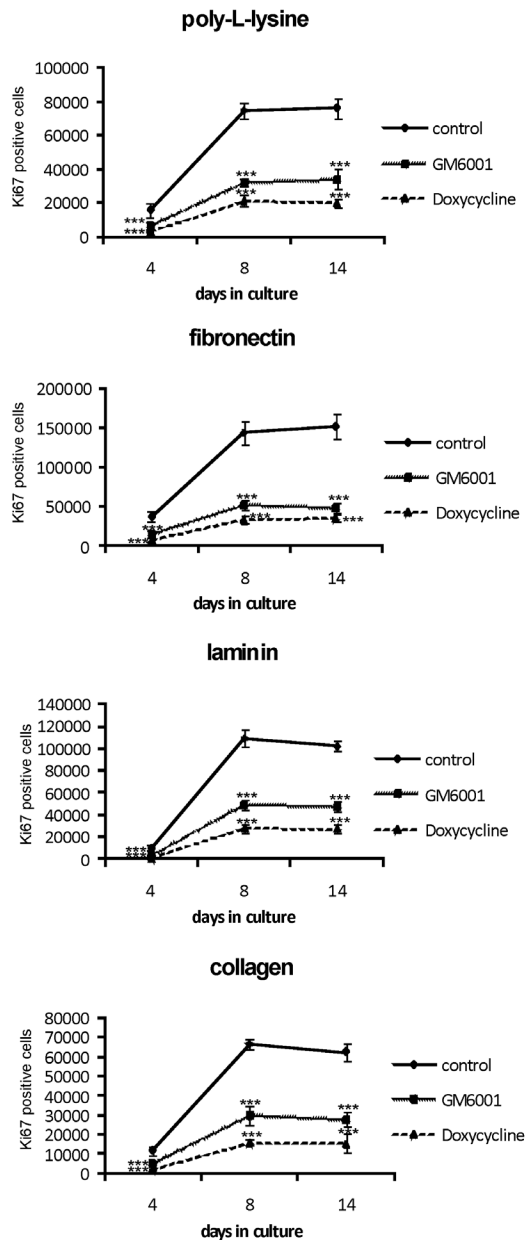 poly-L-lysine
Ki67 positive cells
100000
80000
60000
40000
20000
0
***
***
***
***
***
***
4 8 14
days in culture
control
GM6001
Doxycycline
fibronectin
Ki67 positive cells
200000
150000
100000
50000
0
***
***
***
***
***
***
4 8 14
days in culture
control
GM6001
Doxycycline
laminin
Ki67 positive cells
140000
120000
100000
80000
60000
40000
20000
0
***
***
***
***
***
***
4 8 14
days in culture
control
GM6001
Doxycycline
collagen
Ki67 positive cells
80000
70000
60000
50000
40000
30000
20000
10000
0
***
***
***
***
***
***
4 8 14
days in culture
control
GM6001
Doxycycline